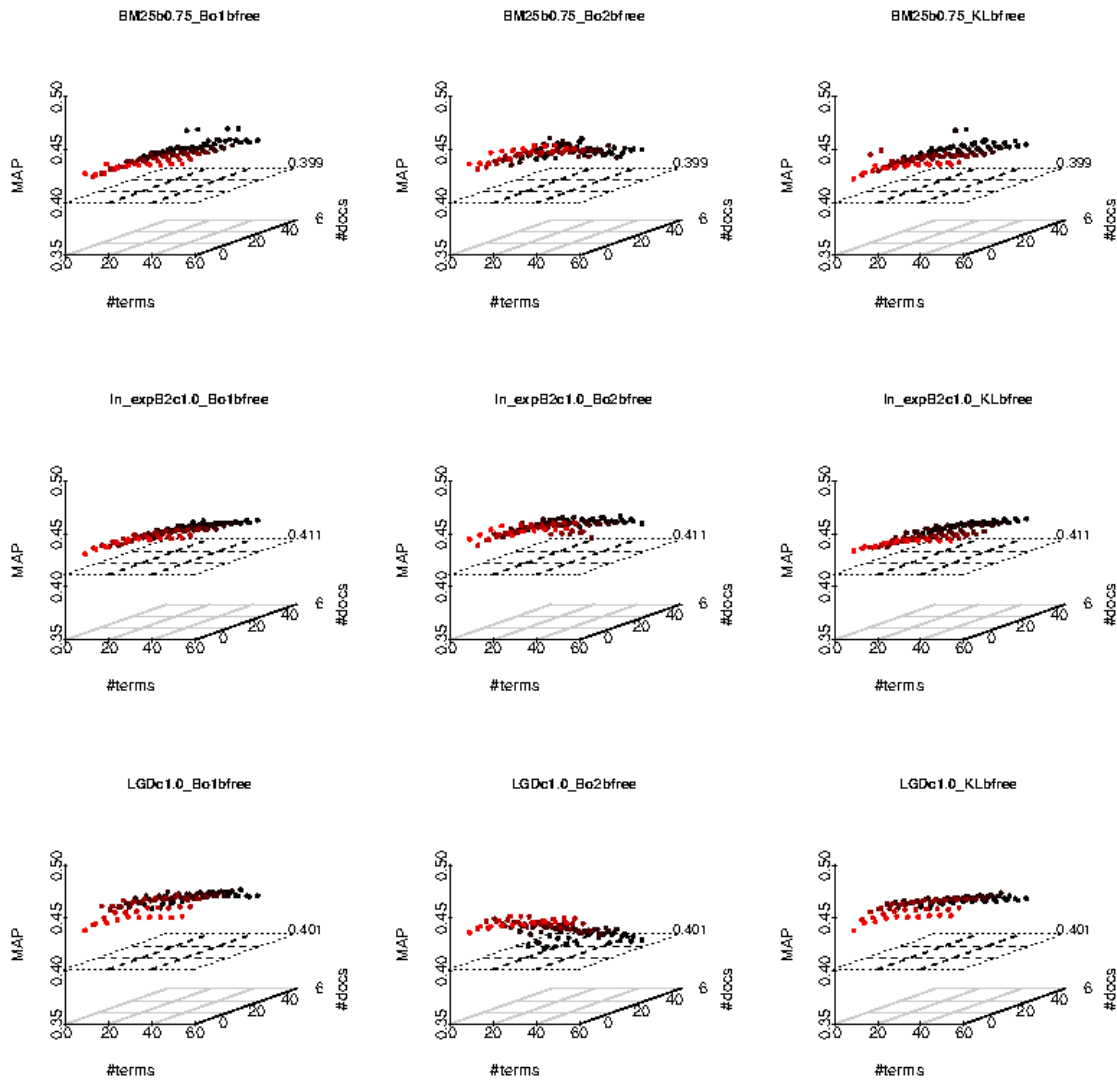 BM25b0.75_Bo1bfree BM25b0.75_Bo2bfree BM25b0.75_KLbfree
0.50 0.50 0.50
0.45 0.45 0.45
MAP 0.399 MAP 0.399 MAP 0.399
0.40 0.40 0.40
6 #docs 6 #docs 6 #docs
40 40 40
20 20 20
0.35 0 0.35 0 0.35 0
0 20 40 60 0 20 40 60 0 20 40 60
#terms #terms #terms
In_expB2c1.0_Bo1bfree In_expB2c1.0_Bo2bfree In_expB2c1.0_KLbfree
0.50 0.50 0.50
0.45 0.45 0.45
MAP 0.411 MAP 0.411 MAP 0.411
0.40 0.40 0.40
6 #docs 6 #docs 6 #docs
40 40 40
20 20 20
0.35 0 0.35 0 0.35 0
0 20 40 60 0 20 40 60 0 20 40 60
#terms #terms #terms
LGDc1.0_Bo1bfree LGDc1.0_Bo2bfree LGDc1.0_KLbfree
0.50 0.50 0.50
0.45 0.45 0.45
MAP 0.401 MAP 0.401 MAP 0.401
0.40 0.40 0.40
6 #docs 6 #docs 6 #docs
40 40 40
20 20 20
0.35 0 0.35 0 0.35 0
0 20 40 60 0 20 40 60 0 20 40 60
#terms #terms #terms